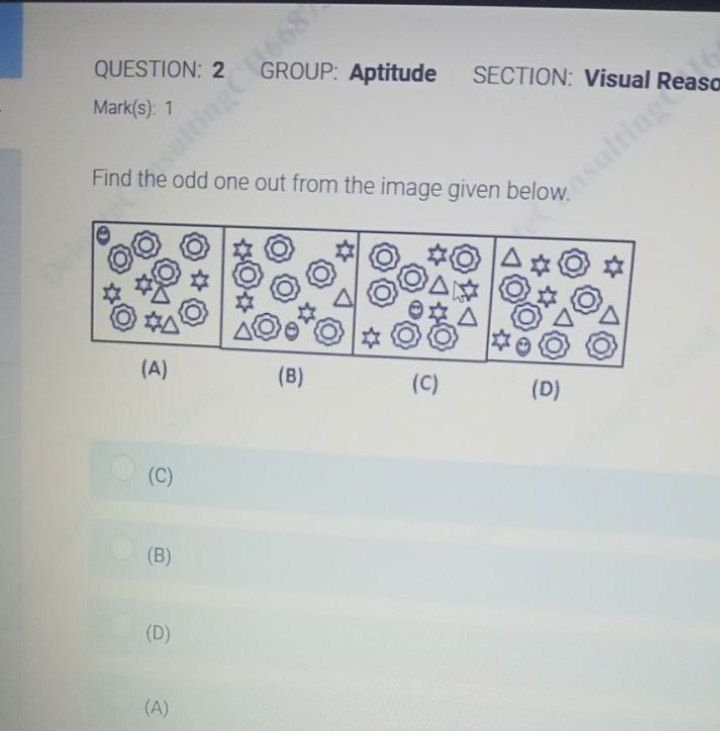 QUESTION: 2 GROUP: Aptitude SECTION: Visual Reaso
Mark(s): 1
Find the odd one out from the image given below.
(A) (B) (C) (D)
(C)
(B)
(D)
(A)